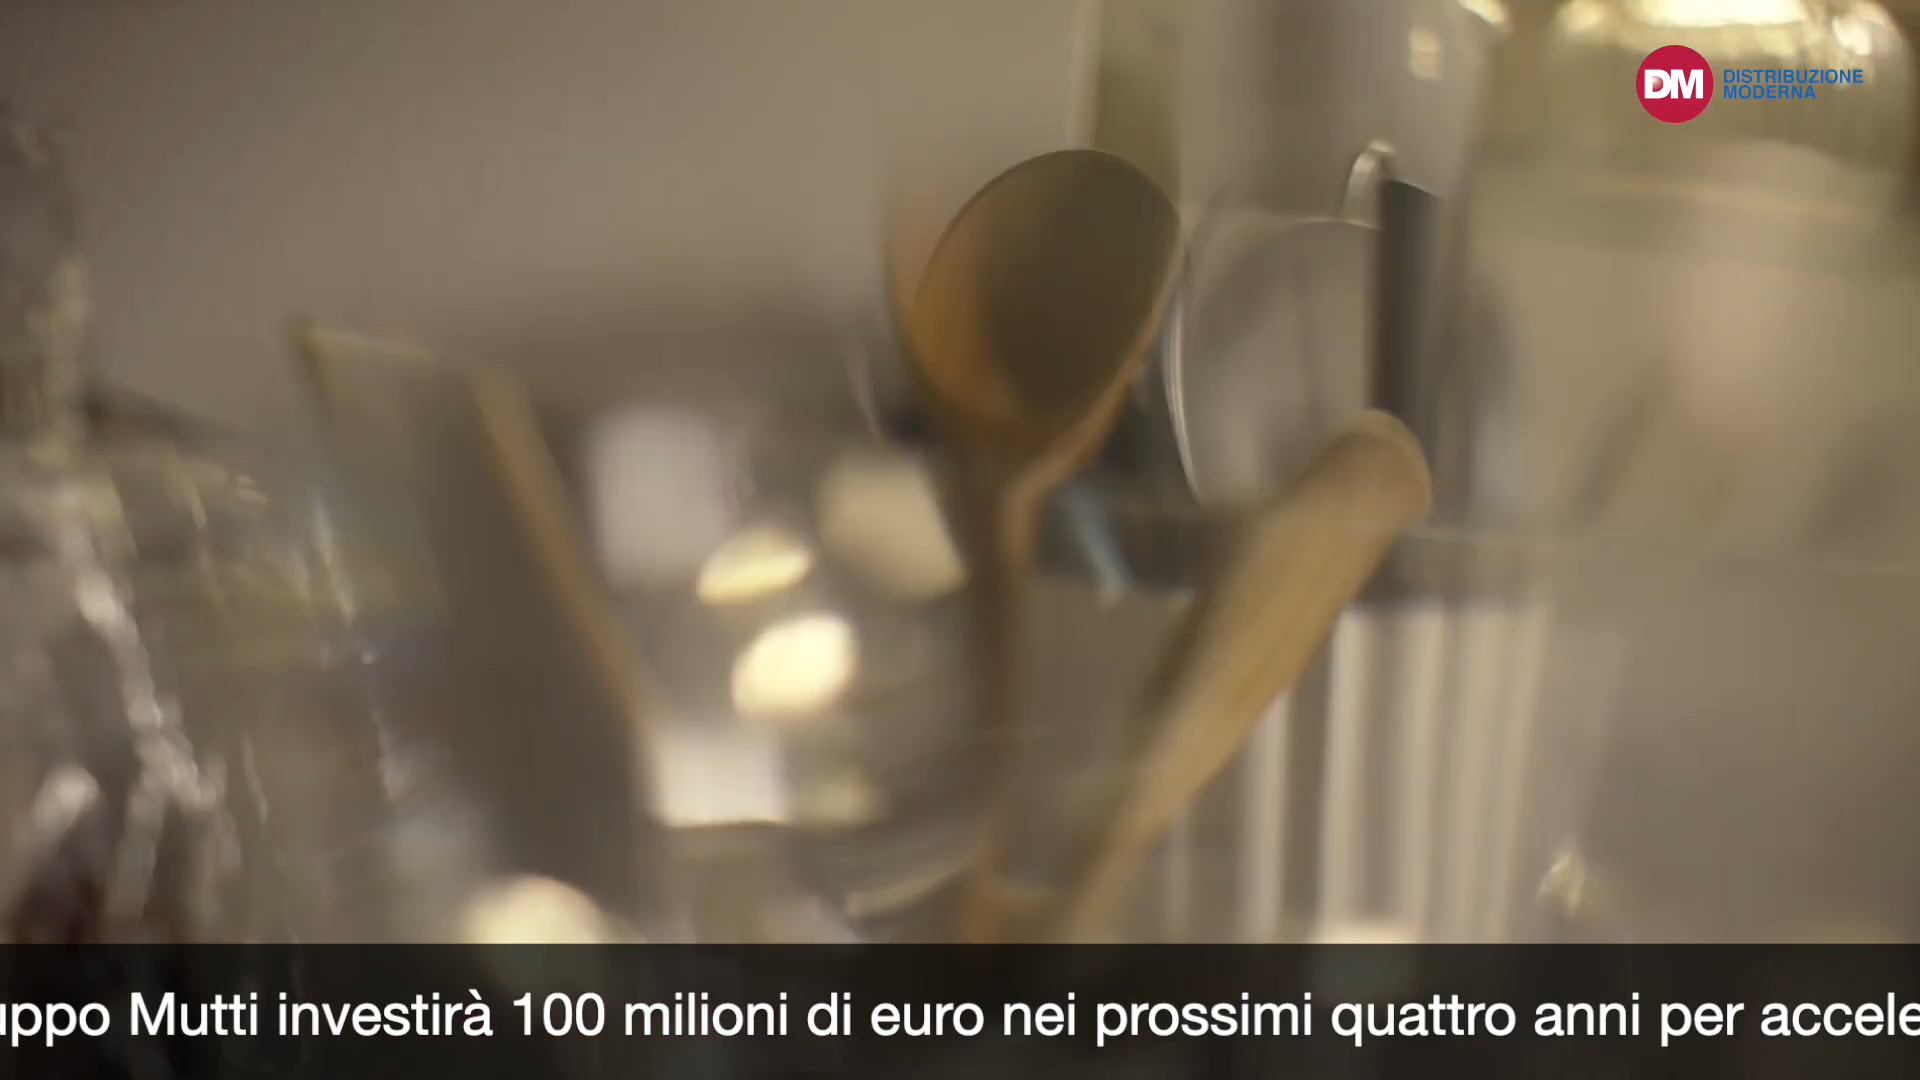 DM DISTRIBUZIONE
MODERNA
uppo Mutti investirà 100 milioni di euro nei prossimi quattro anni per accele